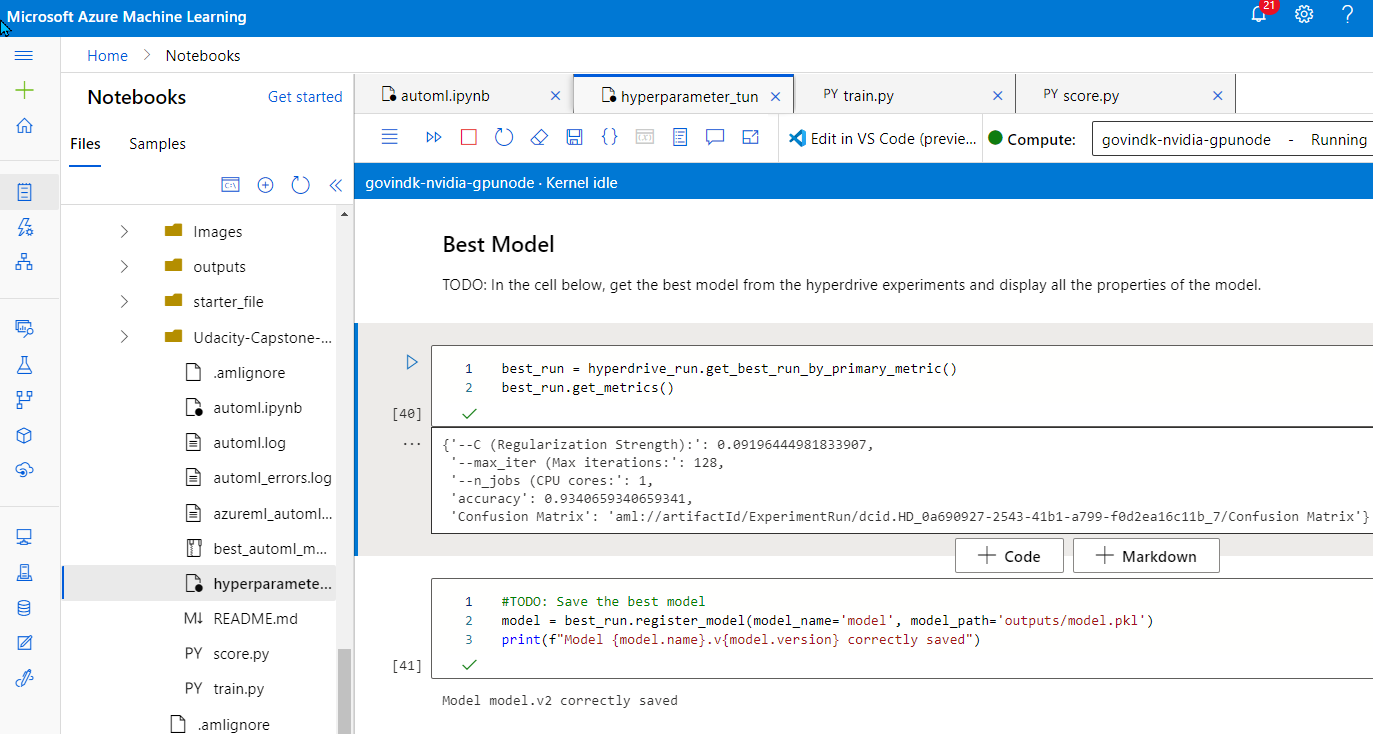 Microsoft Azure Machine Learning
21
Home > Notebooks
Notebooks
Get started
Files
Samples
Images
outputs
starter_file
Udacity-Capstone-...
.amlignore
automl.ipynb
automl.log
automl_errors.log
azureml_automl...
best_automl_m...
hyperparamete...
M↓ README.md
PY score.py
PY train.py
.amlignore
automl.ipynb
hyperparameter_tun
PY train.py
PY score.py
Edit in VS Code (previe...
Compute:
govindk-nvidia-gpunode - Running
govindk-nvidia-gpunode · Kernel idle
Best Model
TODO: In the cell below, get the best model from the hyperdrive experiments and display all the properties of the model.
1 best_run = hyperdrive_run.get_best_run_by_primary_metric()
2 best_run.get_metrics()
[40]
{'--C (Regularization Strength):': 0.09196444981833907,
'--max_iter (Max iterations:': 128,
'--n_jobs (CPU cores:': 1,
'accuracy': 0.9340659340659341,
'Confusion Matrix': 'aml://artifactId/ExperimentRun/dcid.HD_0a690927-2543-41b1-a799-f0d2ea16c11b_7/Confusion Matrix'}
+ Code
+ Markdown
1 #TODO: Save the best model
2 model = best_run.register_model(model_name='model', model_path='outputs/model.pkl')
3 print(f"Model {model.name}.v{model.version} correctly saved")
[41]
Model model.v2 correctly saved